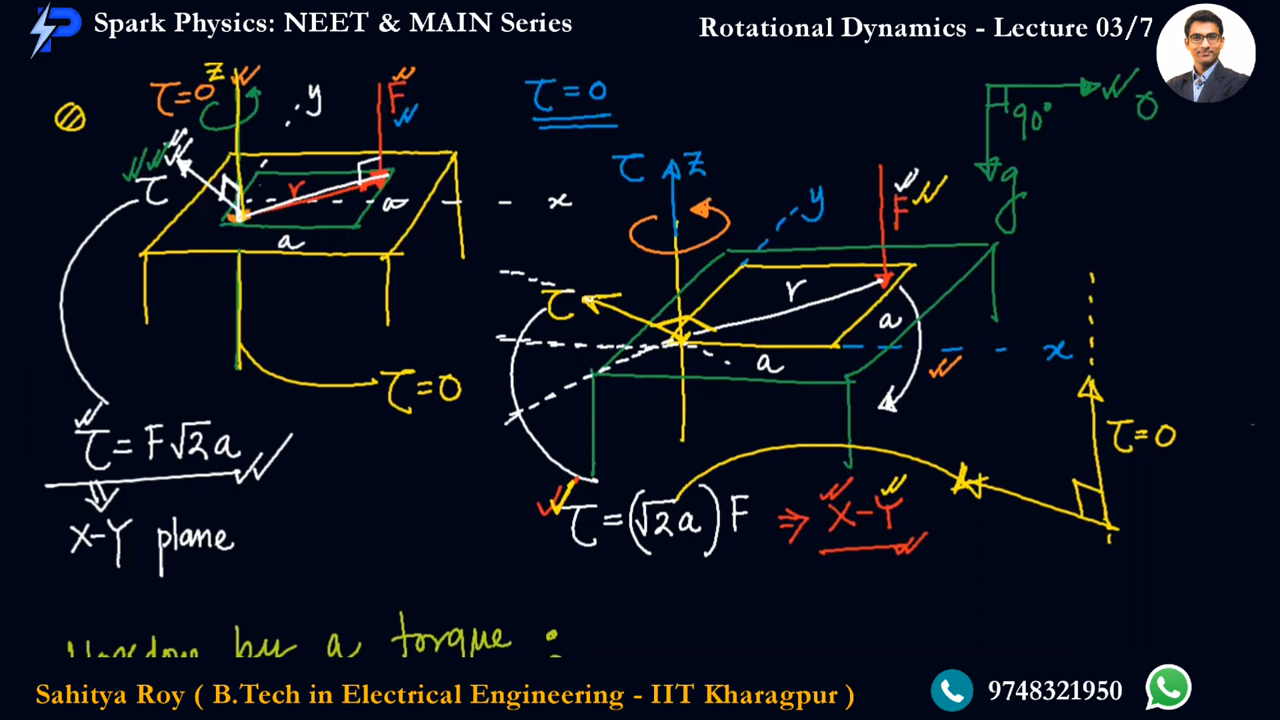 Spark Physics: NEET & MAIN Series
Rotational Dynamics - Lecture 03/7
τ=0
z
y
F
τ
r
a
a
x
τ=0
τ=F√2a
X-Y plane
τ=0
τ
z
y
F
τ
r
a
a
x
90°
0
g
τ=0
τ=(√2a)F ⇒ X-Y
by a torque :
Sahitya Roy ( B.Tech in Electrical Engineering - IIT Kharagpur )
9748321950